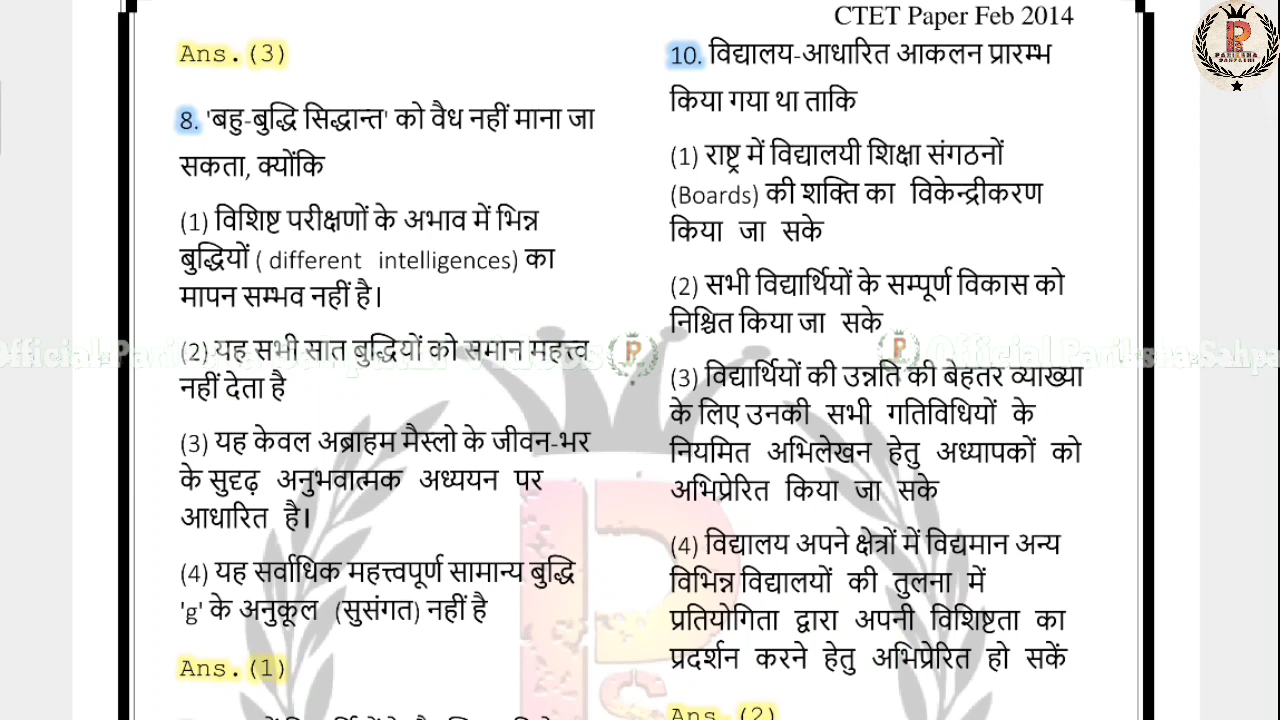 CTET Paper Feb 2014
Ans.(3)
8. 'बहु-बुद्धि सिद्धान्त' को वैध नहीं माना जा
सकता, क्योंकि
(1) विशिष्ट परीक्षणों के अभाव में भिन्न
बुद्धियों ( different intelligences) का
मापन सम्भव नहीं है।
(2) यह सभी सात बुद्धियों को समान महत्त्व
नहीं देता है
(3) यह केवल अब्राहम मैस्लो के जीवन-भर
के सुदृढ़ अनुभवात्मक अध्ययन पर
आधारित है।
(4) यह सर्वाधिक महत्त्वपूर्ण सामान्य बुद्धि
'g' के अनुकूल (सुसंगत) नहीं है
Ans.(1)
10. विद्यालय-आधारित आकलन प्रारम्भ
किया गया था ताकि
(1) राष्ट्र में विद्यालयी शिक्षा संगठनों
(Boards) की शक्ति का विकेन्द्रीकरण
किया जा सके
(2) सभी विद्यार्थियों के सम्पूर्ण विकास को
निश्चित किया जा सके
(3) विद्यार्थियों की उन्नति की बेहतर व्याख्या
के लिए उनकी सभी गतिविधियों के
नियमित अभिलेखन हेतु अध्यापकों को
अभिप्रेरित किया जा सके
(4) विद्यालय अपने क्षेत्रों में विद्यमान अन्य
विभिन्न विद्यालयों की तुलना में
प्रतियोगिता द्वारा अपनी विशिष्टता का
प्रदर्शन करने हेतु अभिप्रेरित हो सकें
Ans.(2)
Official Pariksha Sahpa